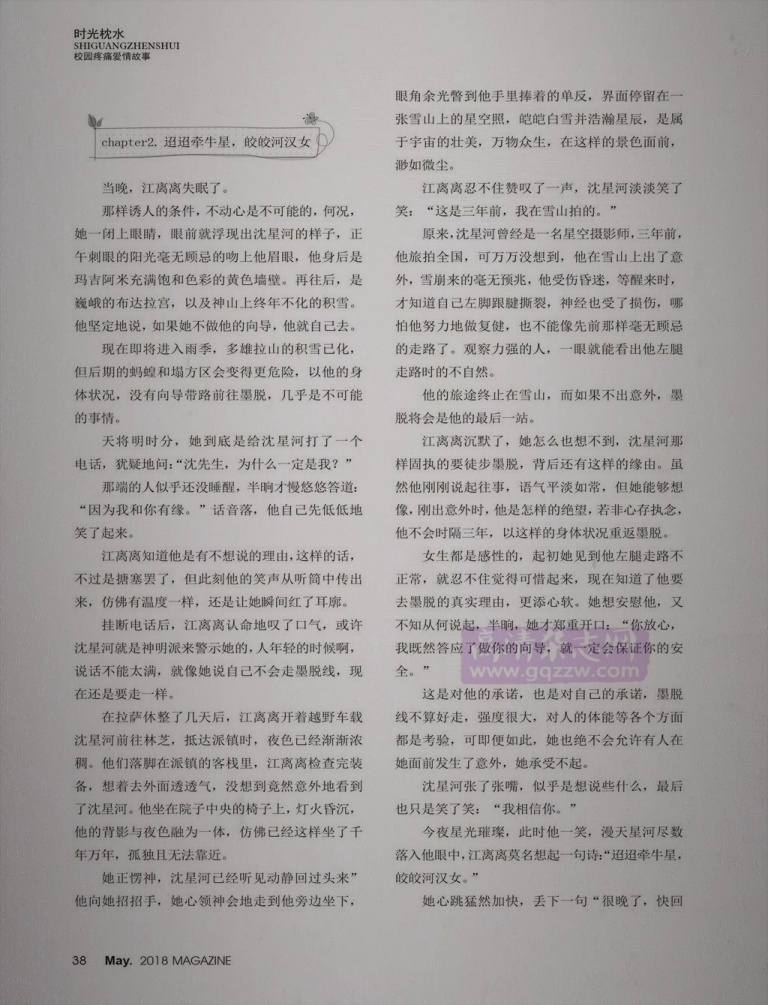 时光枕水
SHIGUANGZHENSHUI
校园疼痛爱情故事
chapter2. 迢迢牵牛星，皎皎河汉女
当晚，江离离失眠了。
那样诱人的条件，不动心是不可能的，何况，
她一闭上眼睛，眼前就浮现出沈星河的样子，正
午刺眼的阳光毫无顾忌的吻上他眉眼，他身后是
玛吉阿米充满饱和色彩的黄色墙壁。再往后，是
巍峨的布达拉宫，以及神山上终年不化的积雪。
他坚定地说，如果她不做他的向导，他就自己去。
现在即将进入雨季，多雄拉山的积雪已化，
但后期的蚂蝗和塌方区会变得更危险，以他的身
体状况，没有向导带路前往墨脱，几乎是不可能
的事情。
天将明时分，她到底是给沈星河打了一个
电话，犹疑地问：“沈先生，为什么一定是我？”
那端的人似乎还没睡醒，半晌才慢悠悠答道：
“因为我和你有缘。”话音落，他自己先低低地
笑了起来。
江离离知道他是有不想说的理由，这样的话，
不过是搪塞罢了，但此刻他的笑声从听筒中传出
来，仿佛有温度一样，还是让她瞬间红了耳廓。
挂断电话后，江离离认命地叹了口气，或许
沈星河就是神明派来警示她的，人年轻的时候啊，
说话不能太满，就像她说自己不会走墨脱线，现
在还是要走一样。
在拉萨休整了几天后，江离离开着越野车载
沈星河前往林芝，抵达派镇时，夜色已经渐渐浓
稠。他们落脚在派镇的客栈里，江离离检查完装
备，想着去外面透透气，没想到竟然意外地看到
了沈星河。他坐在院子中央的椅子上，灯火昏沉，
他的背影与夜色融为一体，仿佛已经这样坐了千
年万年，孤独且无法靠近。
她正愣神，沈星河已经听见动静回过头来”
他向她招招手，她心领神会地走到他旁边坐下，
眼角余光瞥到他手里捧着的单反，界面停留在一
张雪山上的星空照，皑皑白雪并浩瀚星辰，是属
于宇宙的壮美，万物众生，在这样的景色面前，
渺如微尘。
江离离忍不住赞叹了一声，沈星河淡淡笑了
笑：“这是三年前，我在雪山拍的。”
原来，沈星河曾经是一名星空摄影师，三年前，
他旅拍全国，可万万没想到，他在雪山上出了意
外，雪崩来的毫无预兆，他受伤昏迷，等醒来时，
才知道自己左脚跟腱撕裂，神经也受了损伤，哪
怕他努力地做复健，也不能像先前那样毫无顾忌
的走路了。观察力强的人，一眼就能看出他左腿
走路时的不自然。
他的旅途终止在雪山，而如果不出意外，墨
脱将会是他的最后一站。
江离离沉默了，她怎么也想不到，沈星河那
样固执的要徒步墨脱，背后还有这样的缘由。虽
然他刚刚说起往事，语气平淡如常，但她能够想
像，刚出意外时，他是怎样的绝望，若非心存执念，
他不会时隔三年，以这样的身体状况重返墨脱。
女生都是感性的，起初她见到他左腿走路不
正常，就忍不住觉得可惜起来，现在知道了他要
去墨脱的真实理由，更添心软。她想安慰他，又
不知从何说起，半晌，她才郑重开口：“你放心，
我既然答应了做你的向导，就一定会保证你的安
全。”
这是对他的承诺，也是对自己的承诺，墨脱
线不算好走，强度很大，对人的体能等各个方面
都是考验，可即便如此，她也绝不会允许有人在
她面前发生了意外，她承受不起。
沈星河张了张嘴，似乎是想说些什么，最后
也只是笑了笑：“我相信你。”
今夜星光璀璨，此时他一笑，漫天星河尽数
落入他眼中，江离离莫名想起一句诗：“迢迢牵牛星，
皎皎河汉女。”
她心跳猛然加快，丢下一句“很晚了，快回
高清杂志网
www.gqzzw.com
38 May. 2018 MAGAZINE